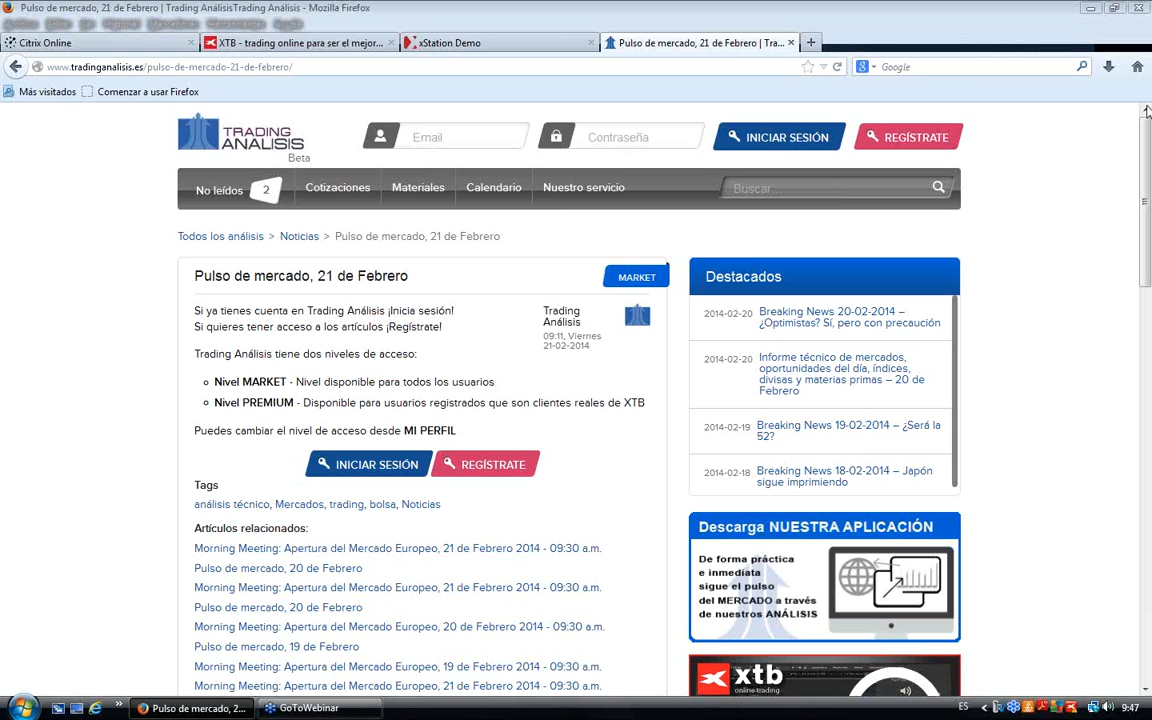 Pulso de mercado, 21 de Febrero | Trading AnálisisTrading Análisis - Mozilla Firefox
Citrix Online
XTB - trading online para ser el mejor...
xStation Demo
Pulso de mercado, 21 de Febrero | Tra...
www.tradinganalisis.es/pulso-de-mercado-21-de-febrero/
Google
Más visitados
Comenzar a usar Firefox
TRADING
ANALISIS
Beta
Email
Contraseña
INICIAR SESIÓN
REGÍSTRATE
No leídos
2
Cotizaciones
Materiales
Calendario
Nuestro servicio
Buscar...
Todos los análisis > Noticias > Pulso de mercado, 21 de Febrero
Pulso de mercado, 21 de Febrero
MARKET
Si ya tienes cuenta en Trading Análisis ¡Inicia sesión!
Si quieres tener acceso a los artículos ¡Regístrate!
Trading
Análisis
09:11, Viernes
21-02-2014
Trading Análisis tiene dos niveles de acceso:
Nivel MARKET - Nivel disponible para todos los usuarios
Nivel PREMIUM - Disponible para usuarios registrados que son clientes reales de XTB
Puedes cambiar el nivel de acceso desde MI PERFIL
INICIAR SESIÓN
REGÍSTRATE
Tags
análisis técnico, Mercados, trading, bolsa, Noticias
Artículos relacionados:
Morning Meeting: Apertura del Mercado Europeo, 21 de Febrero 2014 - 09:30 a.m.
Pulso de mercado, 20 de Febrero
Morning Meeting: Apertura del Mercado Europeo, 21 de Febrero 2014 - 09:30 a.m.
Pulso de mercado, 20 de Febrero
Morning Meeting: Apertura del Mercado Europeo, 20 de Febrero 2014 - 09:30 a.m.
Pulso de mercado, 19 de Febrero
Morning Meeting: Apertura del Mercado Europeo, 19 de Febrero 2014 - 09:30 a.m.
Morning Meeting: Apertura del Mercado Europeo, 19 de Febrero 2014 - 09:30 a.m.
Destacados
2014-02-20
Breaking News 20-02-2014 –
¿Optimistas? Sí, pero con precaución
2014-02-20
Informe técnico de mercados,
oportunidades del día, índices,
divisas y materias primas – 20 de
Febrero
2014-02-19
Breaking News 19-02-2014 – ¿Será la
52?
2014-02-18
Breaking News 18-02-2014 – Japón
sigue imprimiendo
Descarga NUESTRA APLICACIÓN
De forma práctica
e inmediata
sigue el pulso
del MERCADO a través
de nuestros ANÁLISIS
xtb
online trading
Pulso de mercado, 2...
GoToWebinar
ES
9:47